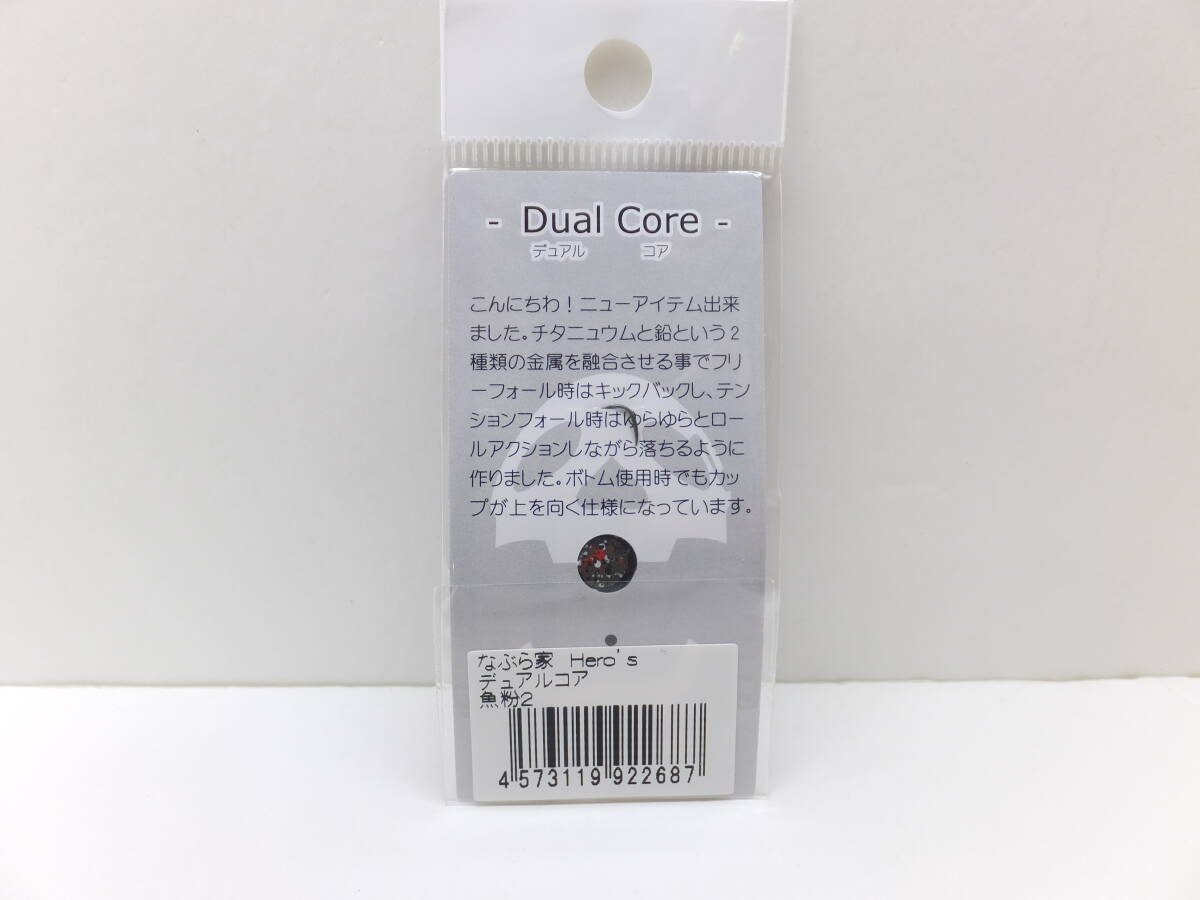 - Dual Core -
デュアル コア
こんにちわ！ニューアイテム出来
ました。チタニュウムと鉛という2
種類の金属を融合させる事でフリ
ーフォール時はキックバックし、テン
ションフォール時はゆらゆらとロー
ルアクションしながら落ちるように
作りました。ボトム使用時でもカッ
プが上を向く仕様になっています。
なぶら家 Hero's
デュアルコア
魚粉2
4 573119 922687